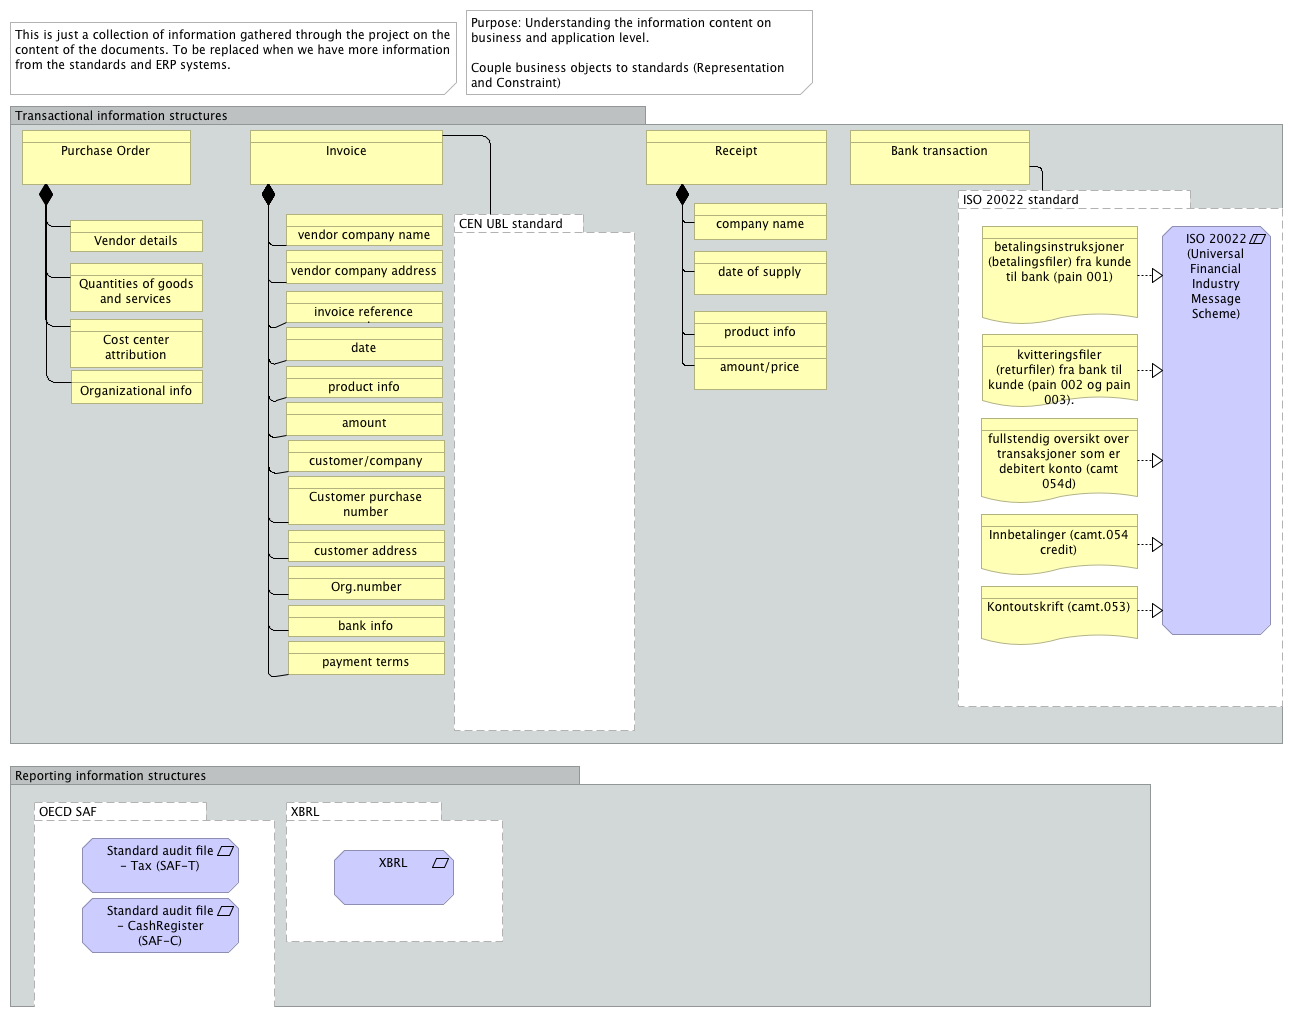 This is just a collection of information gathered through the project on the
content of the documents. To be replaced when we have more information
from the standards and ERP systems.
Purpose: Understanding the information content on
business and application level.
Couple business objects to standards (Representation
and Constraint)
Transactional information structures
Purchase Order
Vendor details
Quantities of goods
and services
Cost center
attribution
Organizational info
Invoice
vendor company name
vendor company address
invoice reference
date
product info
amount
customer/company
Customer purchase
number
customer address
Org.number
bank info
payment terms
CEN UBL standard
Receipt
company name
date of supply
product info
amount/price
Bank transaction
ISO 20022 standard
betalingsinstruksjoner
(betalingsfiler) fra kunde
til bank (pain 001)
kvitteringsfiler
(returfiler) fra bank til
kunde (pain 002 og pain
003).
fullstendig oversikt over
transaksjoner som er
debitert konto (camt
054d)
Innbetalinger (camt.054
credit)
Kontoutskrift (camt.053)
ISO 20022
(Universal
Financial
Industry
Message
Scheme)
Reporting information structures
OECD SAF
Standard audit file
- Tax (SAF-T)
Standard audit file
- CashRegister
(SAF-C)
XBRL
XBRL